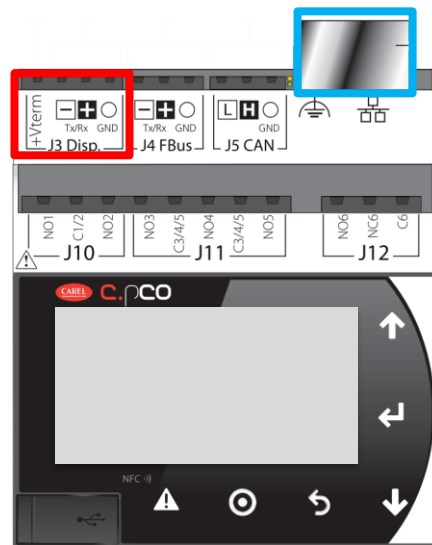 +Vterm
Tx/Rx GND
J3 Disp.
Tx/Rx GND
J4 FBus
L H
GND
J5 CAN
NO1
C1/2
NO2
J10
NO3
C3/4/5
NO4
C3/4/5
NO5
J11
NO6
NC6
C6
J12
CAREL c.pCO
NFC